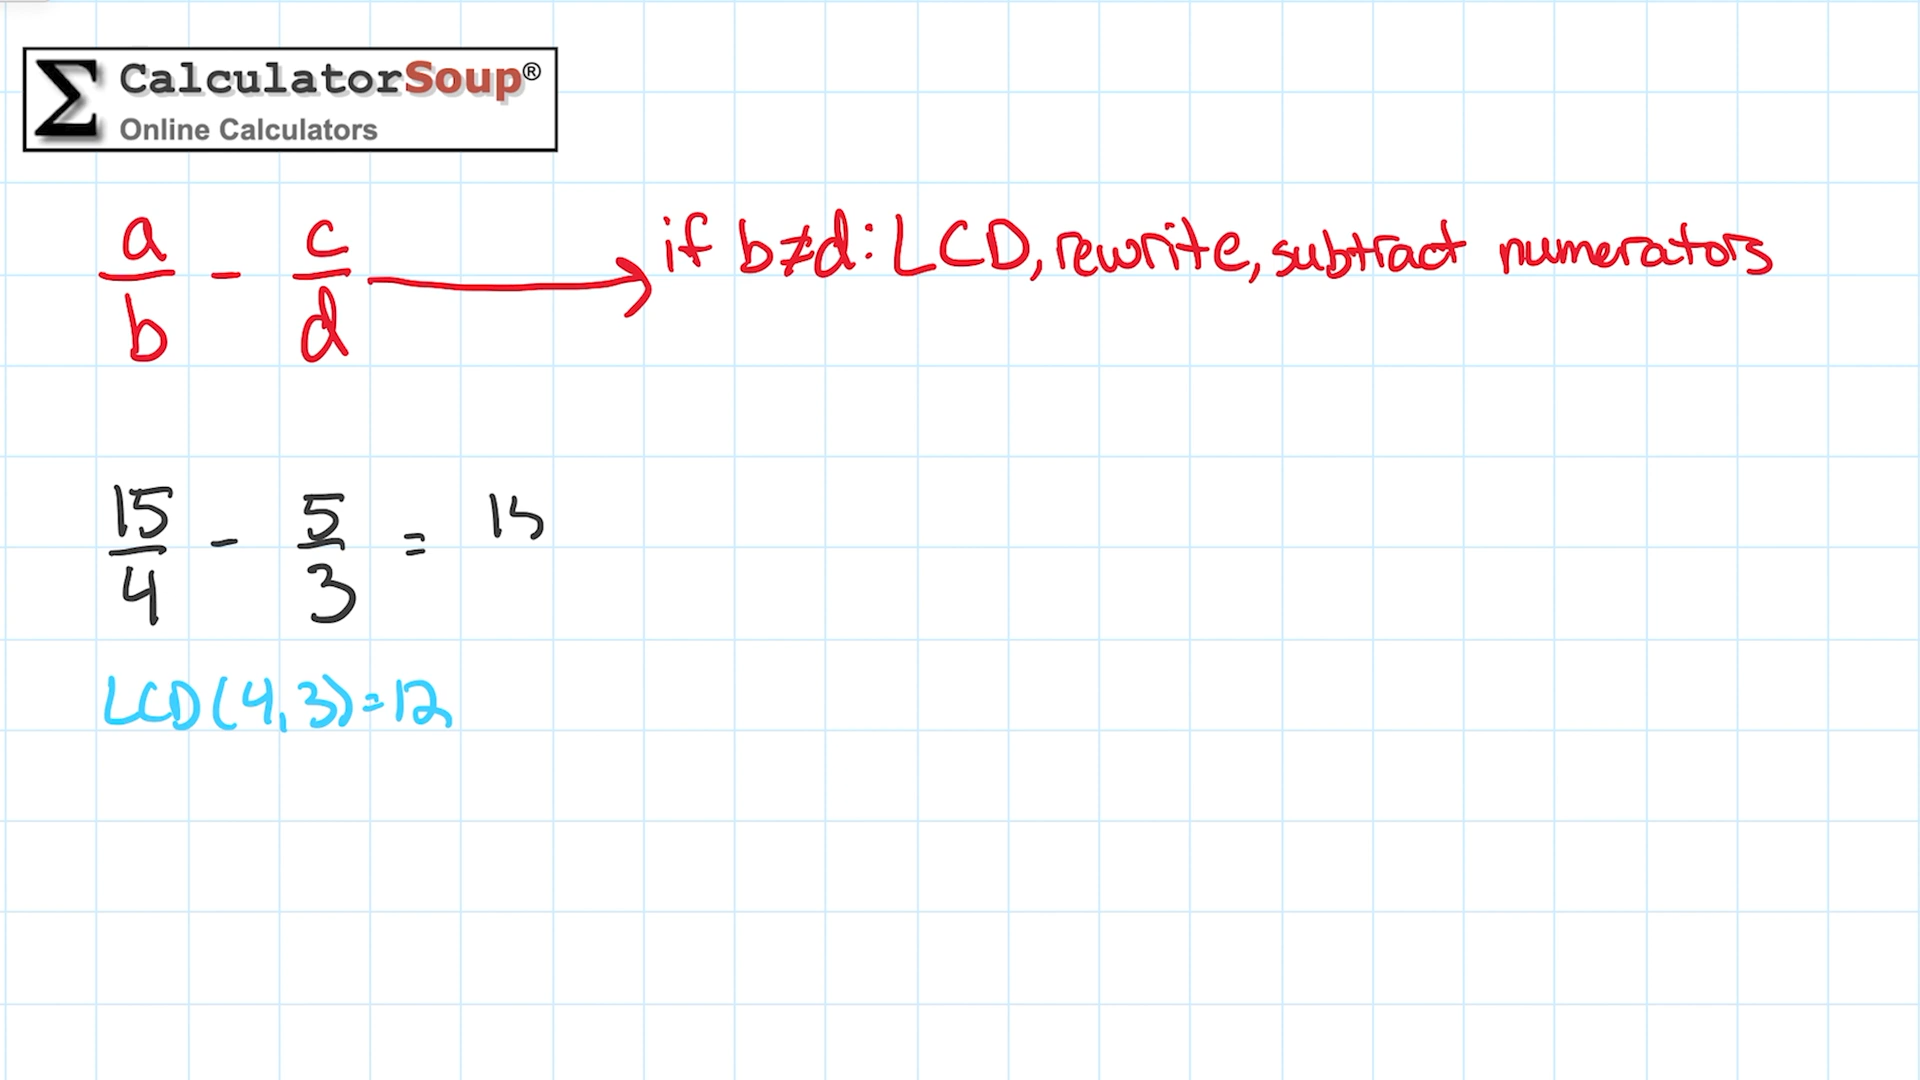 CalculatorSoup®
Online Calculators
a/b - c/d → if b≠d: LCD, rewrite, subtract numerators
15/4 - 5/3 = 15
LCD(4,3)=12